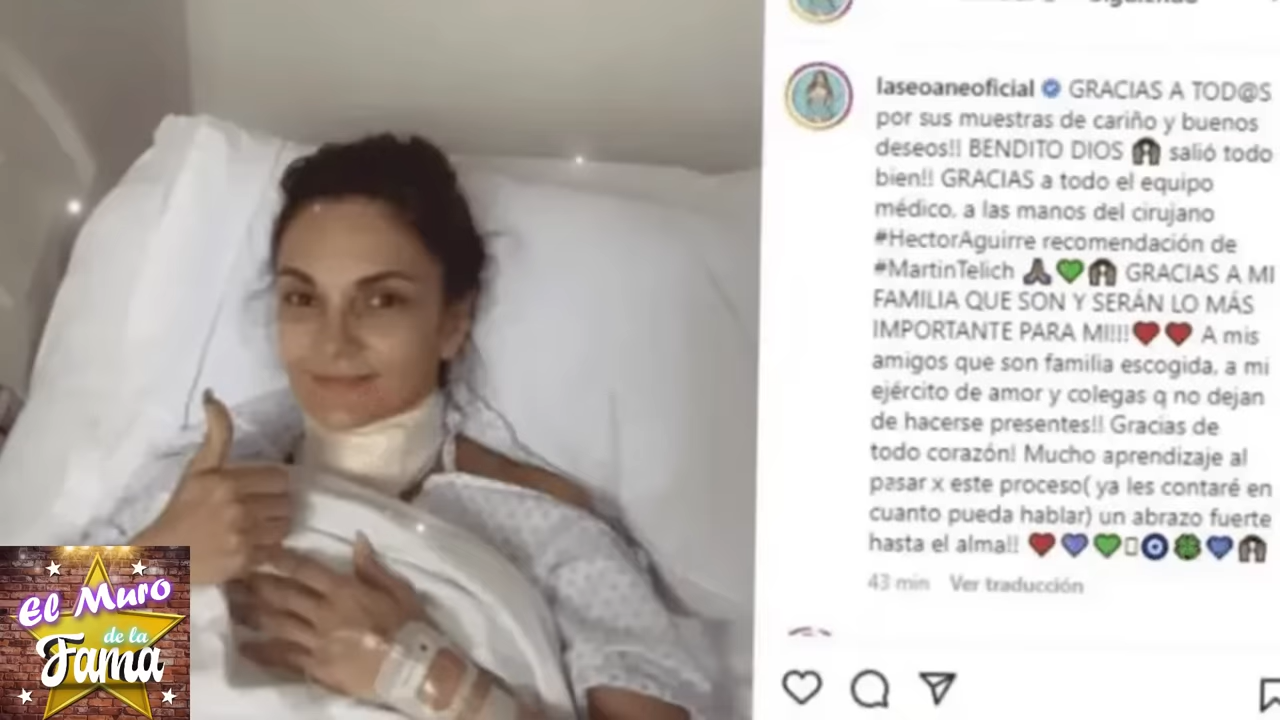 laseoaneoficial GRACIAS A TOD@S
por sus muestras de cariño y buenos
deseos!! BENDITO DIOS salió todo
bien!! GRACIAS a todo el equipo
médico, a las manos del cirujano
#HectorAguirre recomendación de
#MartinTelich GRACIAS A MI
FAMILIA QUE SON Y SERÁN LO MÁS
IMPORTANTE PARA MI!!! A mis
amigos que son familia escogida, a mi
ejército de amor y colegas q no dejan
de hacerse presentes!! Gracias de
todo corazón! Mucho aprendizaje al
pasar x este proceso( ya les contaré en
cuanto pueda hablar) un abrazo fuerte
hasta el alma!!
43 min Ver traducción
El Muro
de la
Fama